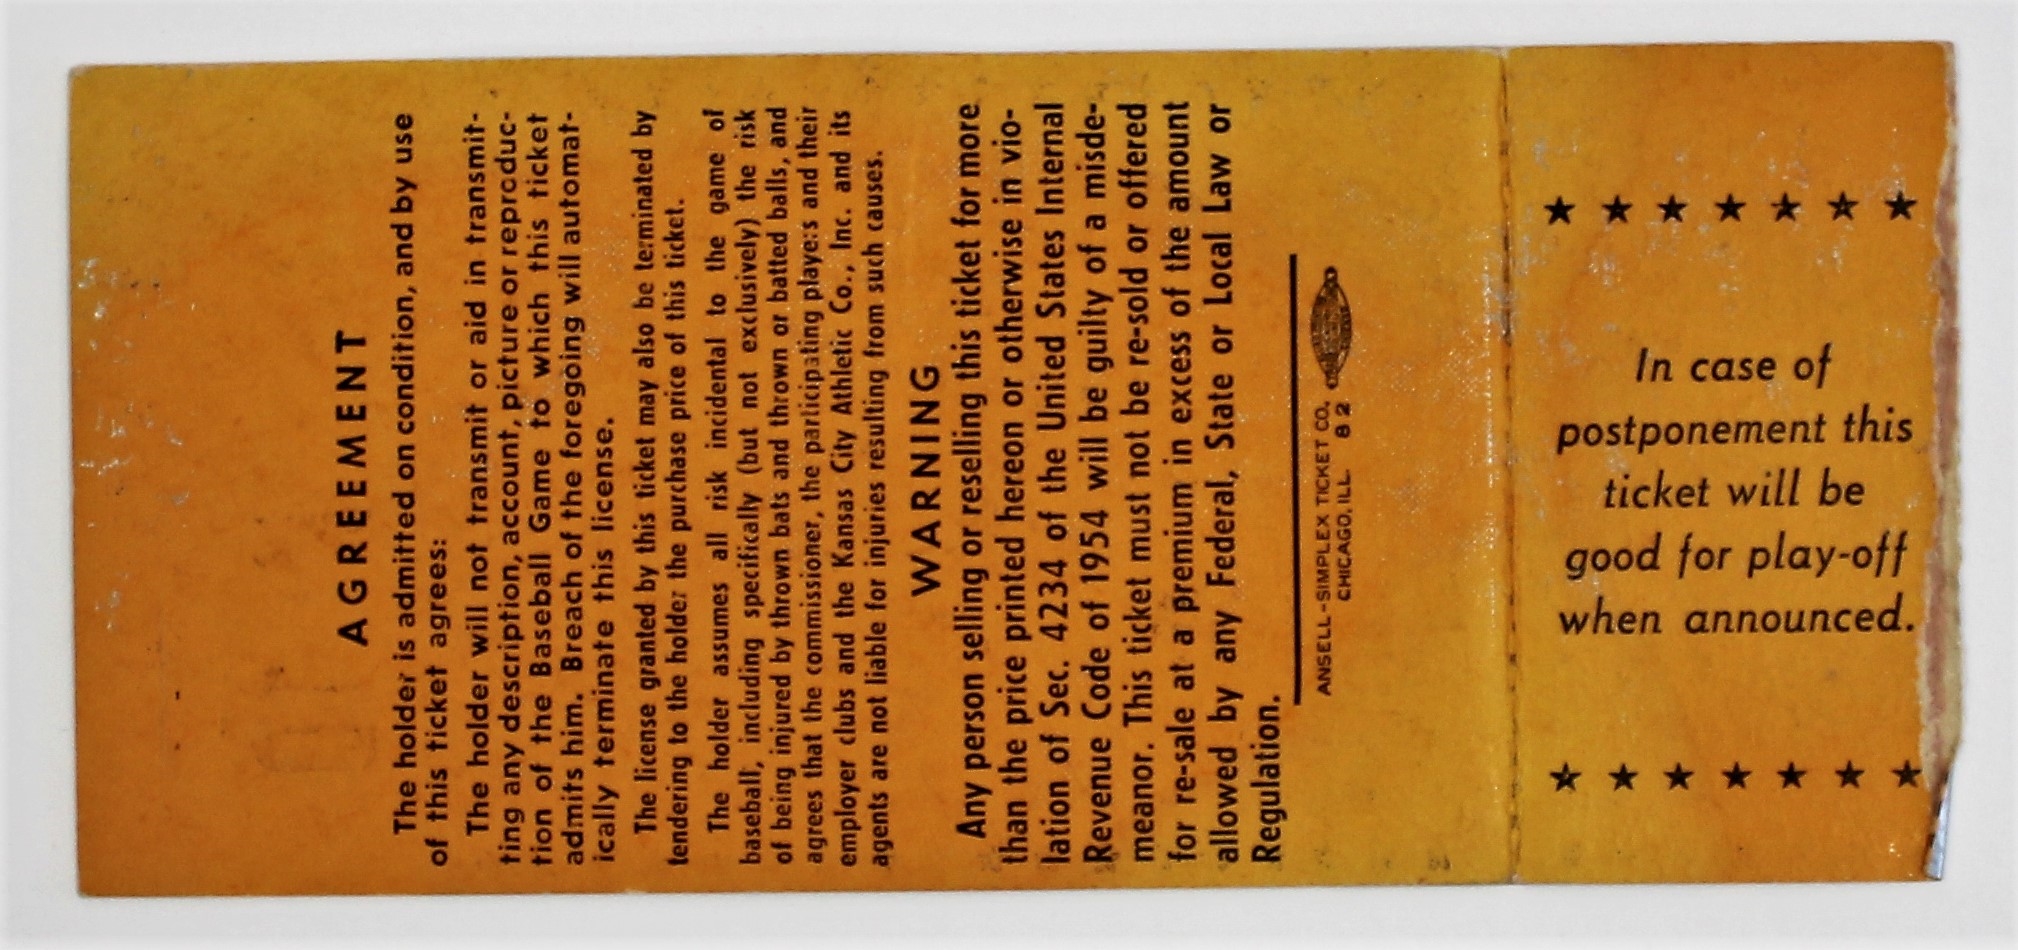 AGREEMENT
The holder is admitted on condition, and by use
of this ticket agrees:
The holder will not transmit or aid in transmit-
ting any description, account, picture or reproduc-
tion of the Baseball Game to which this ticket
admits him. Breach of the foregoing will automat-
ically terminate this license.
The license granted by this ticket may also be terminated by
tendering to the holder the purchase price of this ticket.
The holder assumes all risk incidental to the game of
baseball, including specifically (but not exclusively) the risk
of being injured by thrown bats and thrown or batted balls, and
agrees that the commissioner, the participating players and their
employer clubs and the Kansas City Athletic Co., Inc. and its
agents are not liable for injuries resulting from such causes.
WARNING
Any person selling or reselling this ticket for more
than the price printed hereon or otherwise in vio-
lation of Sec. 4234 of the United States Internal
Revenue Code of 1954 will be guilty of a misde-
meanor. This ticket must not be re-sold or offered
for re-sale at a premium in excess of the amount
allowed by any Federal, State or Local Law or
Regulation.
ANSELL-SIMPLEX TICKET CO.
CHICAGO, ILL. 82
In case of
postponement this
ticket will be
good for play-off
when announced.